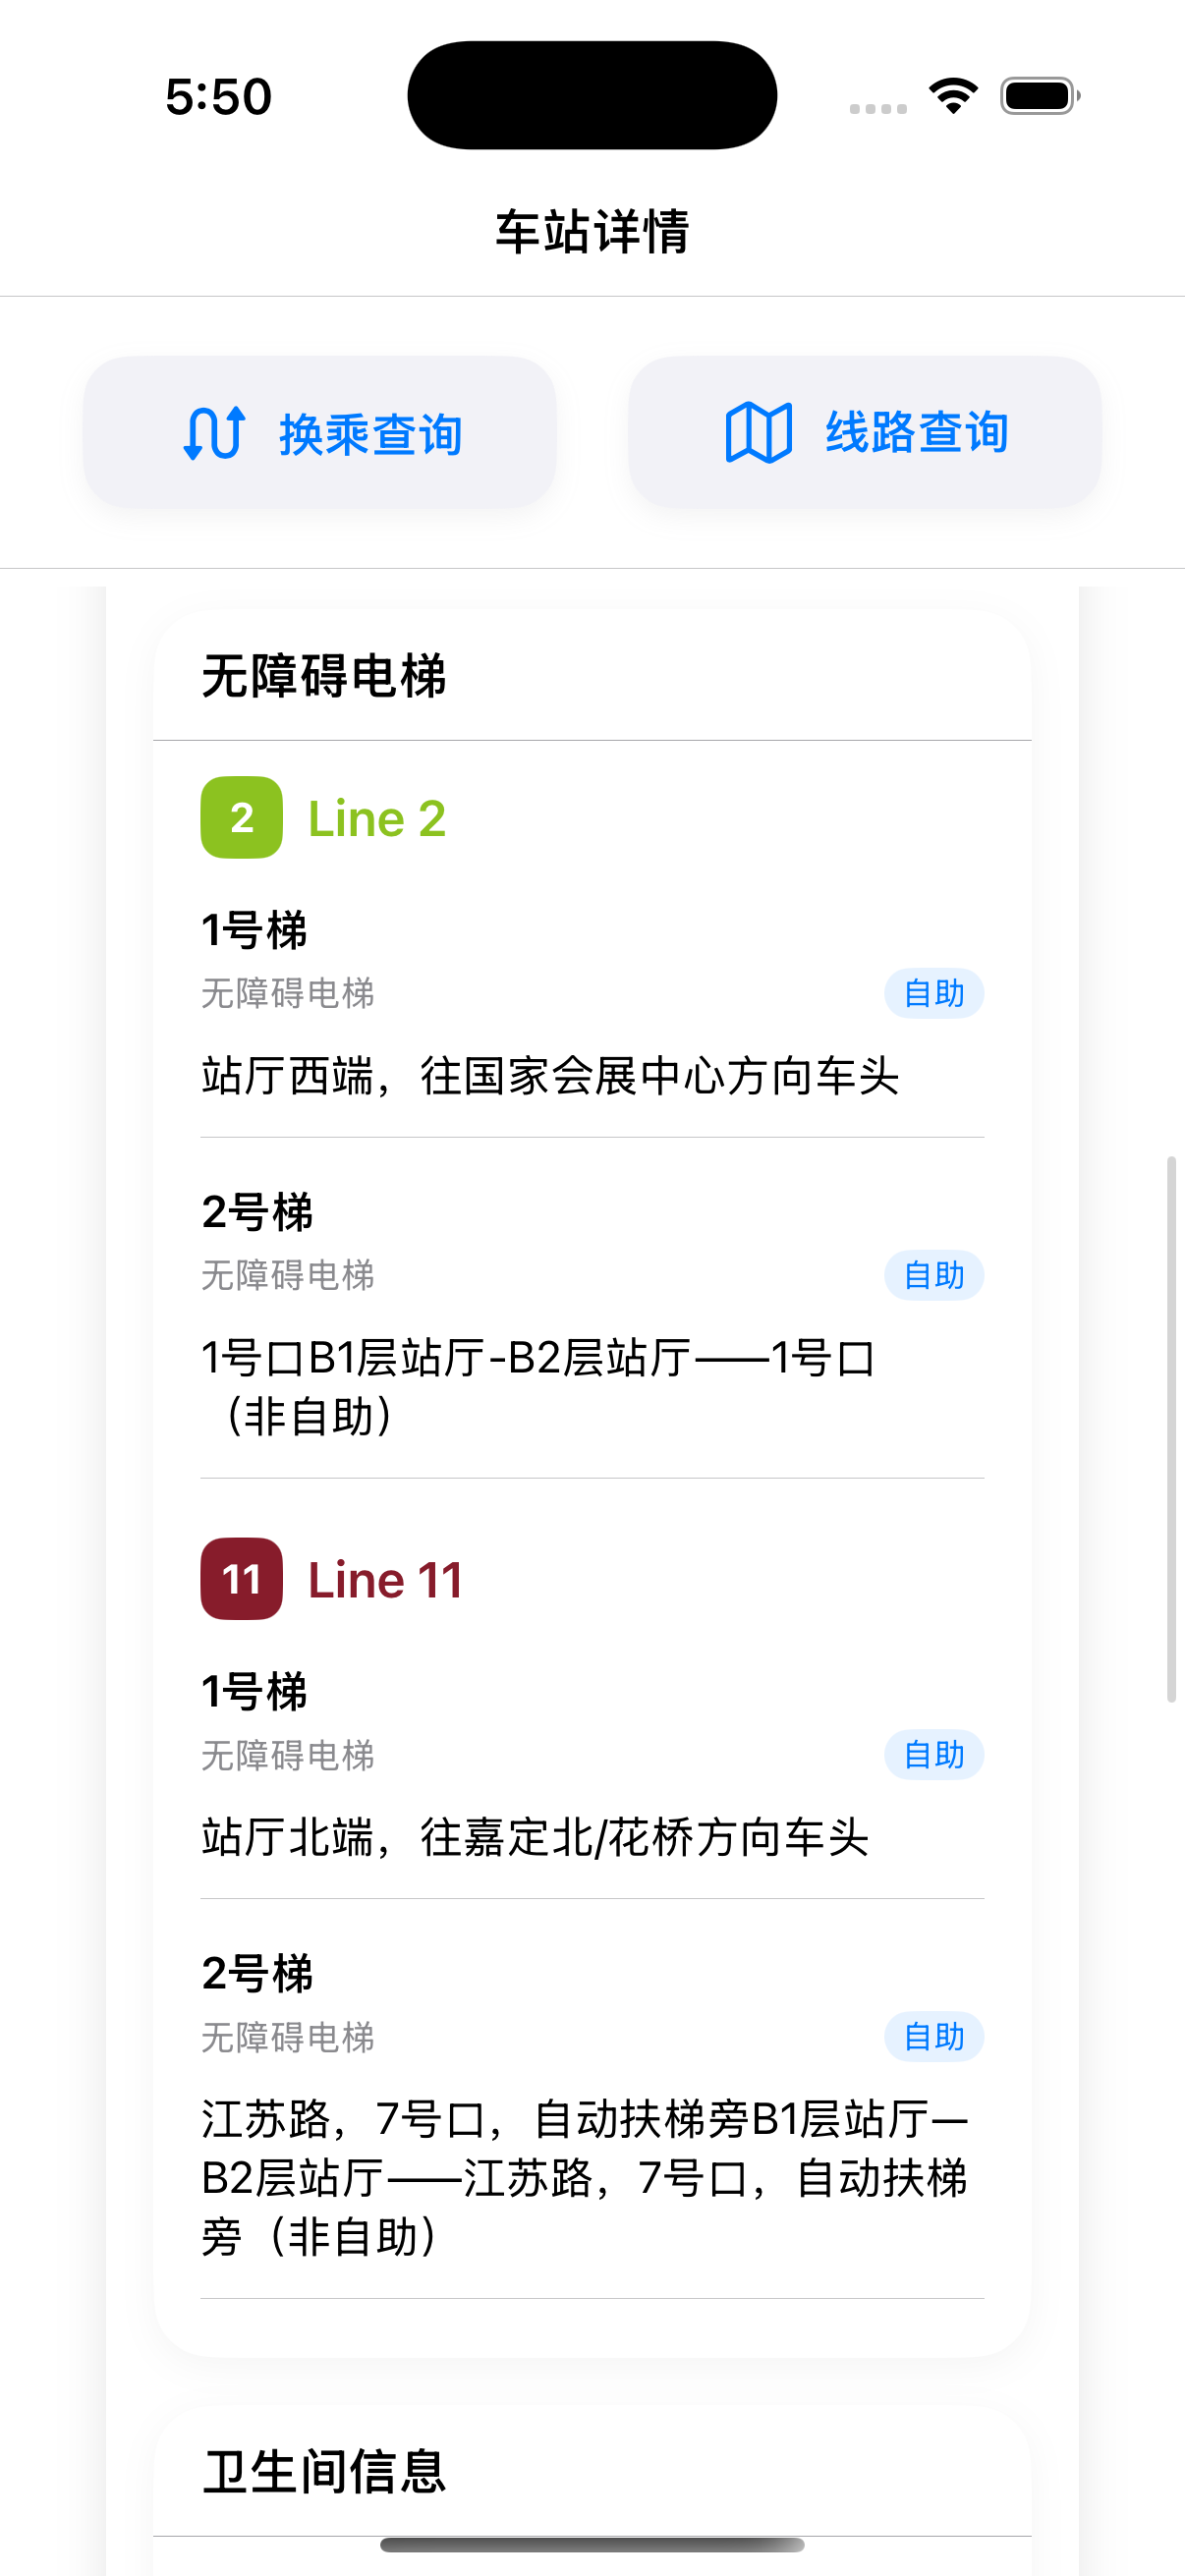 5:50
车站详情
换乘查询
线路查询
无障碍电梯
2 Line 2
1号梯
无障碍电梯
自助
站厅西端，往国家会展中心方向车头
2号梯
无障碍电梯
自助
1号口B1层站厅-B2层站厅——1号口
（非自助）
11 Line 11
1号梯
无障碍电梯
自助
站厅北端，往嘉定北/花桥方向车头
2号梯
无障碍电梯
自助
江苏路，7号口，自动扶梯旁B1层站厅—
B2层站厅——江苏路，7号口，自动扶梯
旁（非自助）
卫生间信息